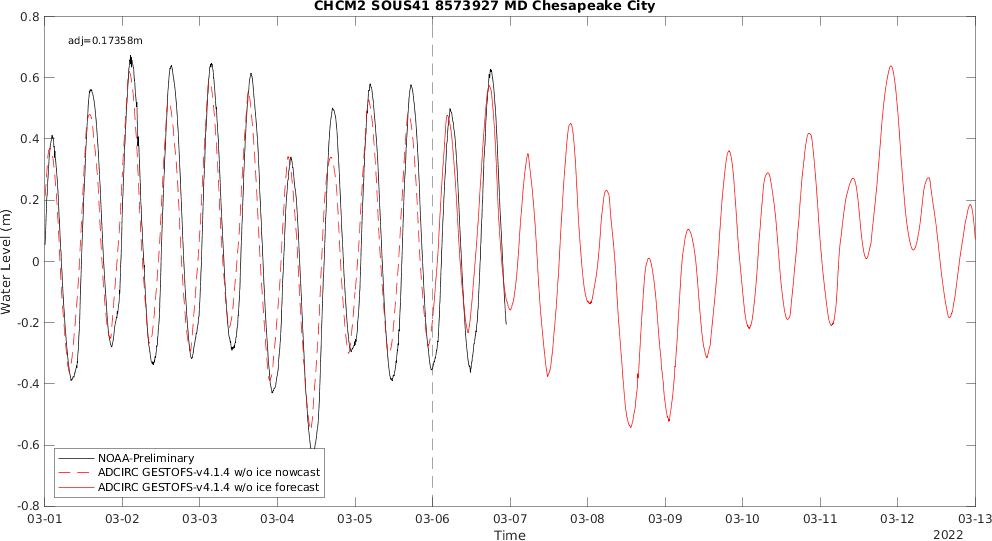 CHCM2 SOUS41 8573927 MD Chesapeake City
adj=0.17358m
0.8
0.6
0.4
0.2
0
-0.2
-0.4
-0.6
-0.8
Water Level (m)
NOAA-Preliminary
ADCIRC GESTOFS-v4.1.4 w/o ice nowcast
ADCIRC GESTOFS-v4.1.4 w/o ice forecast
03-01 03-02 03-03 03-04 03-05 03-06 03-07 03-08 03-09 03-10 03-11 03-12 03-13
Time
2022